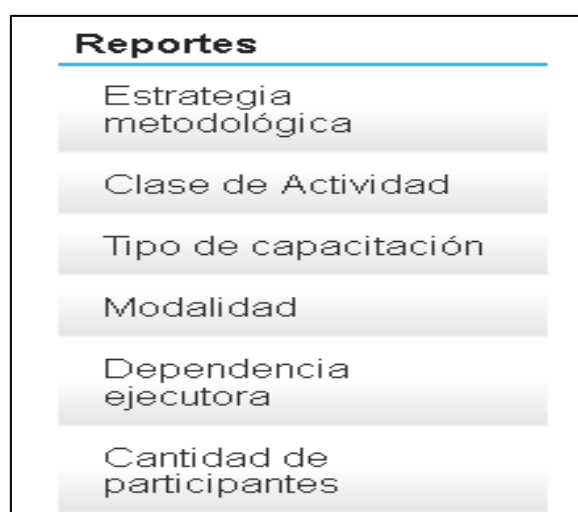 Reportes
Estrategia
metodológica
Clase de Actividad
Tipo de capacitación
Modalidad
Dependencia
ejecutora
Cantidad de
participantes